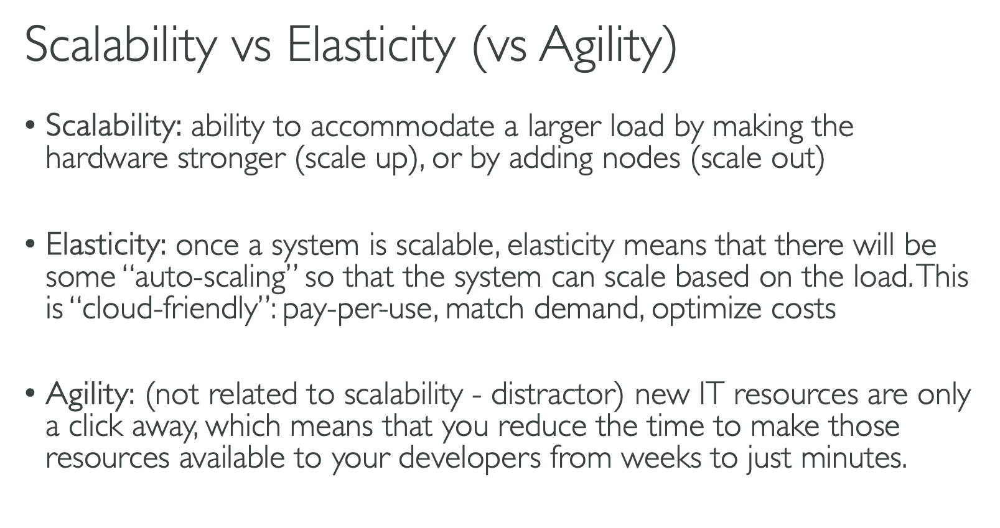 Scalability vs Elasticity (vs Agility)
• Scalability: ability to accommodate a larger load by making the
hardware stronger (scale up), or by adding nodes (scale out)
• Elasticity: once a system is scalable, elasticity means that there will be
some “auto-scaling” so that the system can scale based on the load. This
is “cloud-friendly”: pay-per-use, match demand, optimize costs
• Agility: (not related to scalability - distractor) new IT resources are only
a click away, which means that you reduce the time to make those
resources available to your developers from weeks to just minutes.